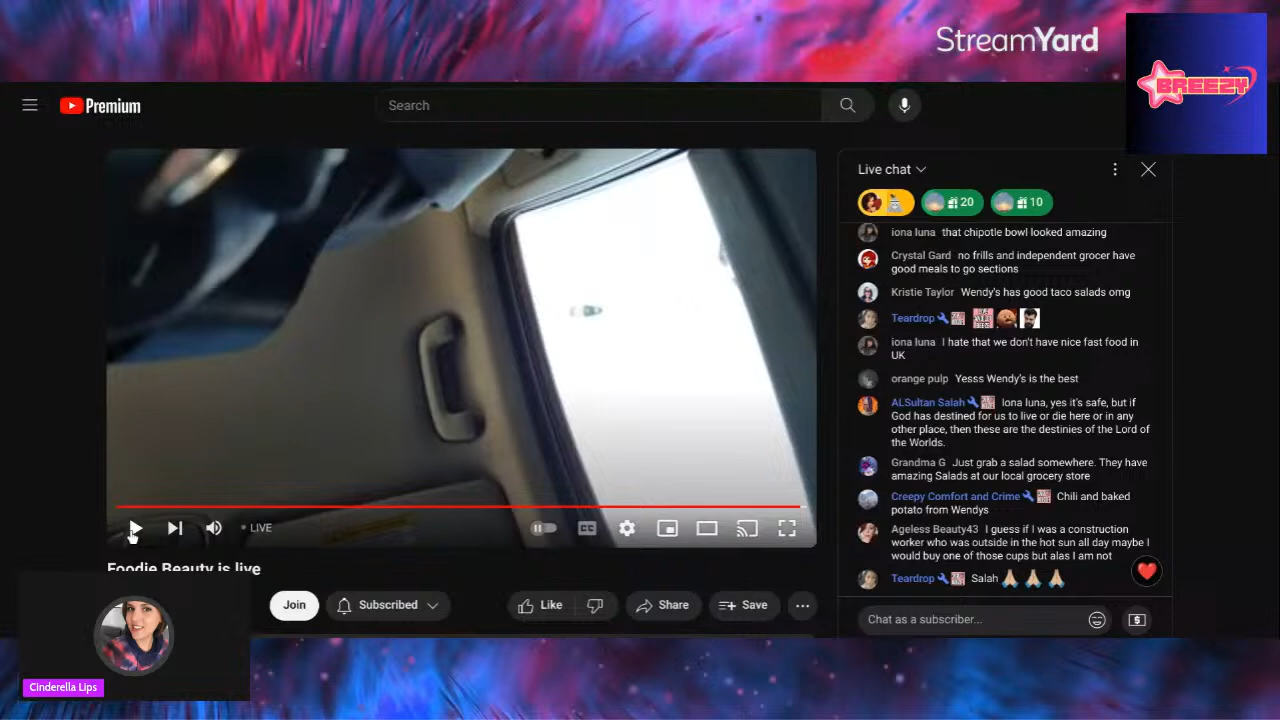 StreamYard
BREEZY
Premium
Search
Live chat
20
10
iona luna that chipotle bowl looked amazing
Crystal Gard no frills and independent grocer have
good meals to go sections
Kristie Taylor Wendy's has good taco salads omg
Teardrop
iona luna I hate that we don't have nice fast food in
UK
orange pulp Yesss Wendy's is the best
ALSultan Salah Iona luna, yes it's safe, but if
God has destined for us to live or die here or in any
other place, then these are the destinies of the Lord of
the Worlds.
Grandma G Just grab a salad somewhere. They have
amazing Salads at our local grocery store
Creepy Comfort and Crime Chili and baked
potato from Wendys
Ageless Beauty43 I guess if I was a construction
worker who was outside in the hot sun all day maybe I
would buy one of those cups but alas I am not
Teardrop Salah 🙏🏼 🙏🏼 🙏🏼
Chat as a subscriber...
LIVE
CC
Foodie Beauty is live
Join
Subscribed
Like
Share
Save
Cinderella Lips